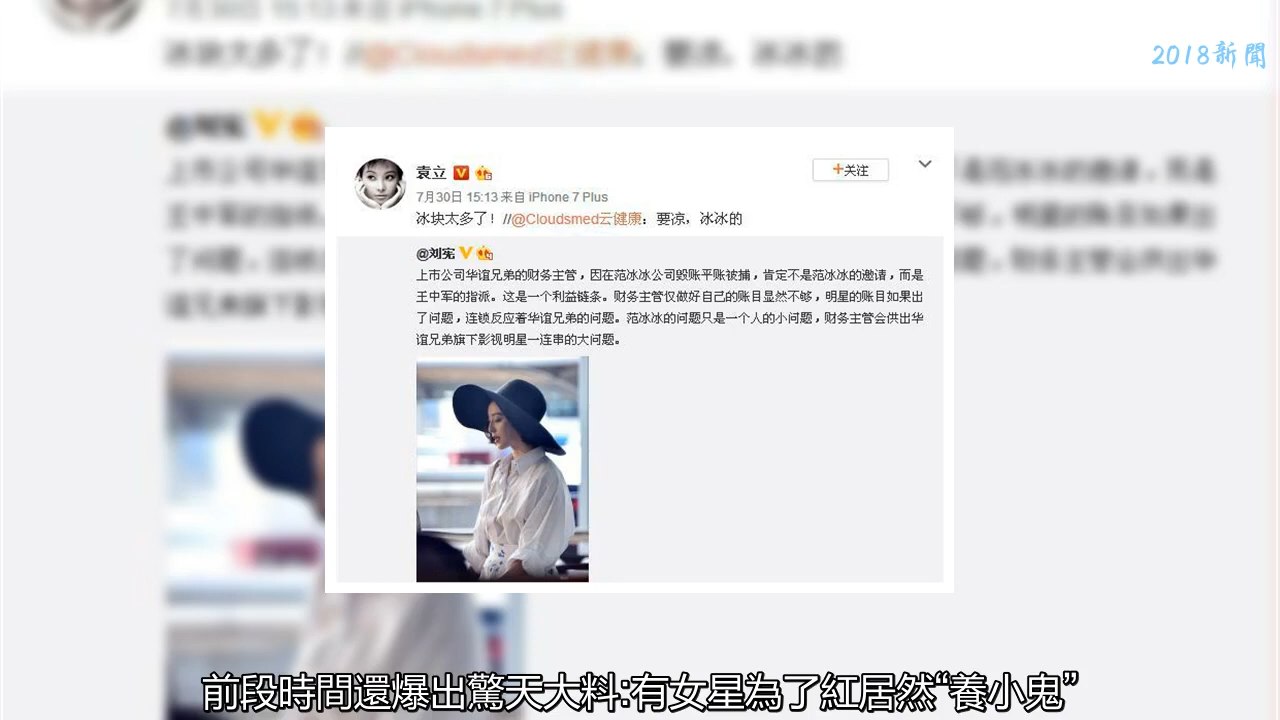 2018新聞
袁立
+关注
7月30日 15:13 来自 iPhone 7 Plus
冰块太多了！//@Cloudsmed云健康：要凉，冰冰的
@刘宪
上市公司华谊兄弟的财务主管，因在范冰冰公司毁账平账被捕，肯定不是范冰冰的邀请，而是
王中军的指派。这是一个利益链条。财务主管仅做好自己的账目显然不够，明星的账目如果出
了问题，连锁反应着华谊兄弟的问题。范冰冰的问题只是一个人的小问题，财务主管会供出华
谊兄弟旗下影视明星一连串的大问题。
前段時間還爆出驚天大料:有女星為了紅居然“養小鬼”